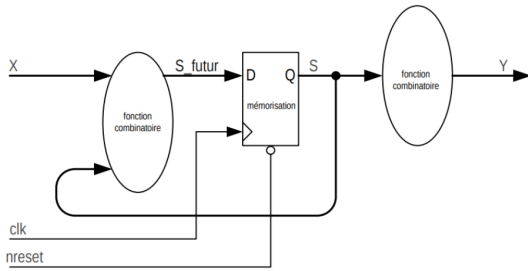 X
S_futur
D
Q
S
Y
fonction
combinatoire
mémorisation
fonction
combinatoire
clk
nreset